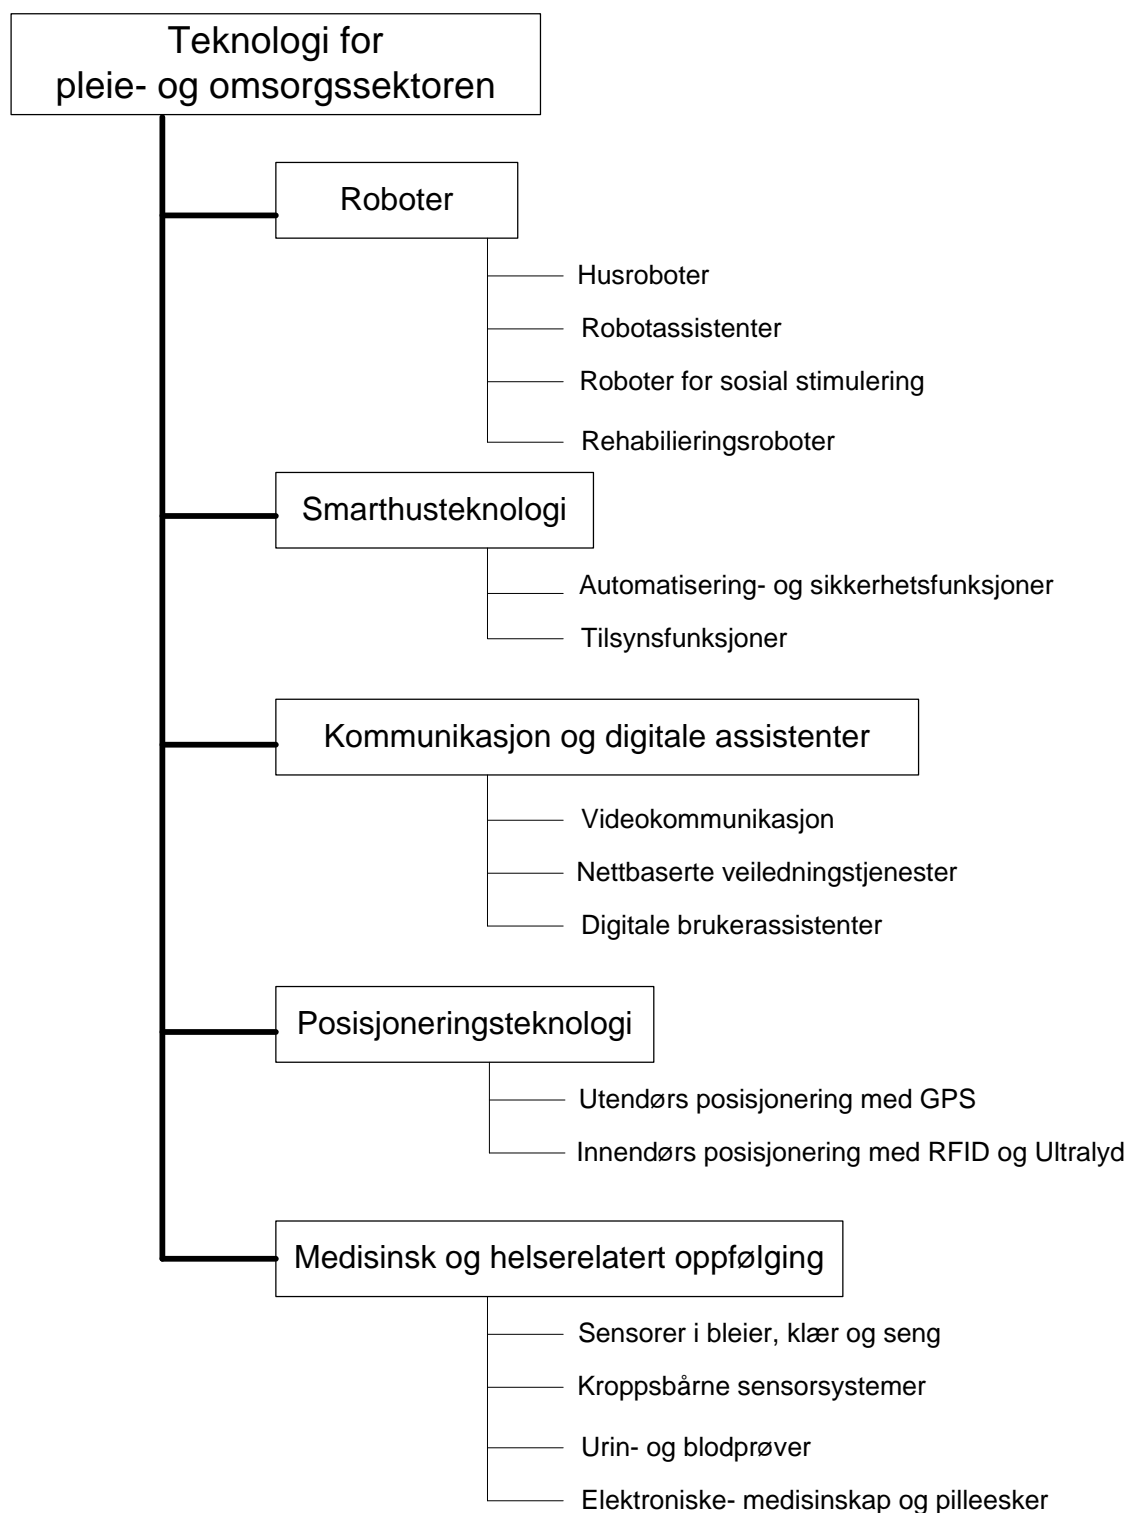 Teknologi for
pleie- og omsorgssektoren
Roboter
Husroboter
Robotassistenter
Roboter for sosial stimulering
Rehabilieringsroboter
Smarthusteknologi
Automatisering- og sikkerhetsfunksjoner
Tilsynsfunksjoner
Kommunikasjon og digitale assistenter
Videokommunikasjon
Nettbaserte veiledningstjenester
Digitale brukerassistenter
Posisjoneringsteknologi
Utendørs posisjonering med GPS
Innendørs posisjonering med RFID og Ultralyd
Medisinsk og helserelatert oppfølging
Sensorer i bleier, klær og seng
Kroppsbårne sensorsystemer
Urin- og blodprøver
Elektroniske- medisinskap og pilleesker